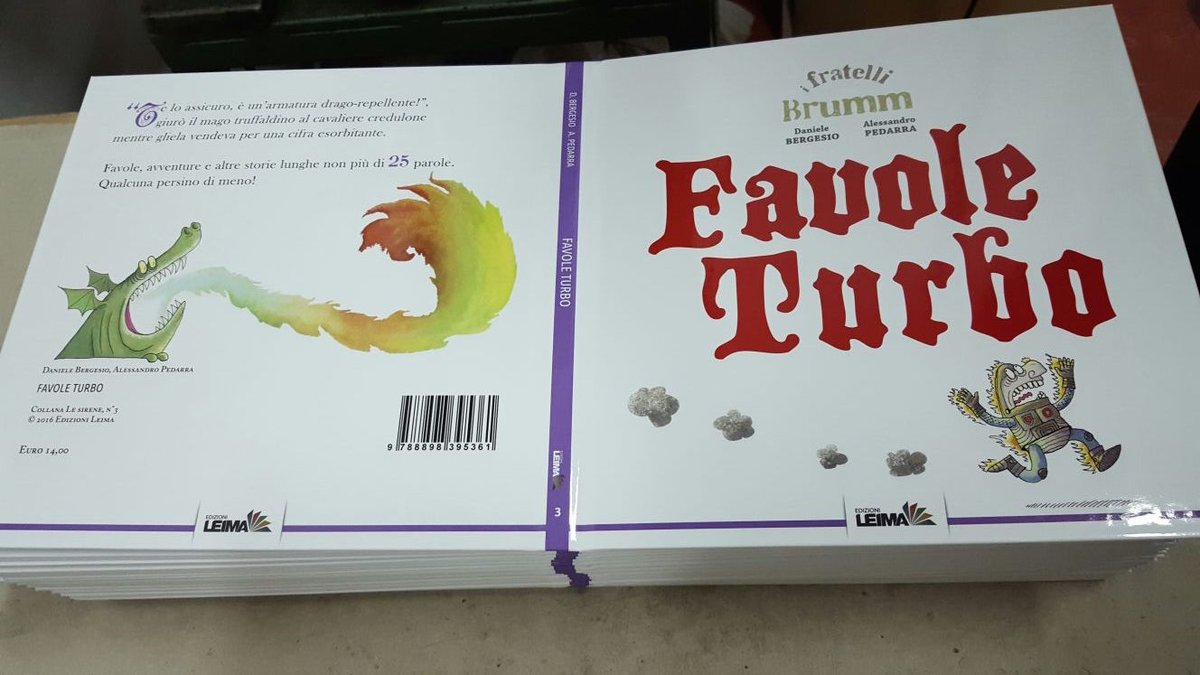 “Te lo assicuro, è un'armatura drago-repellente!”,
giurò il mago truffaldino al cavaliere credulone
mentre gliela vendeva per una cifra esorbitante.
Favole, avventure e altre storie lunghe non più di 25 parole.
Qualcuna persino di meno!
Daniele Bergesio, Alessandro Pedarra
FAVOLE TURBO
Collana Le sirene, n°3
© 2016 Edizioni Leima
Euro 14,00
9 788898 395361
EDIZIONI
LEIMA
D. BERGESIO A. PEDARRA
FAVOLE TURBO
3
i fratelli
Brumm
Daniele
BERGESIO
Alessandro
PEDARRA
Favole
Turbo
EDIZIONI
LEIMA